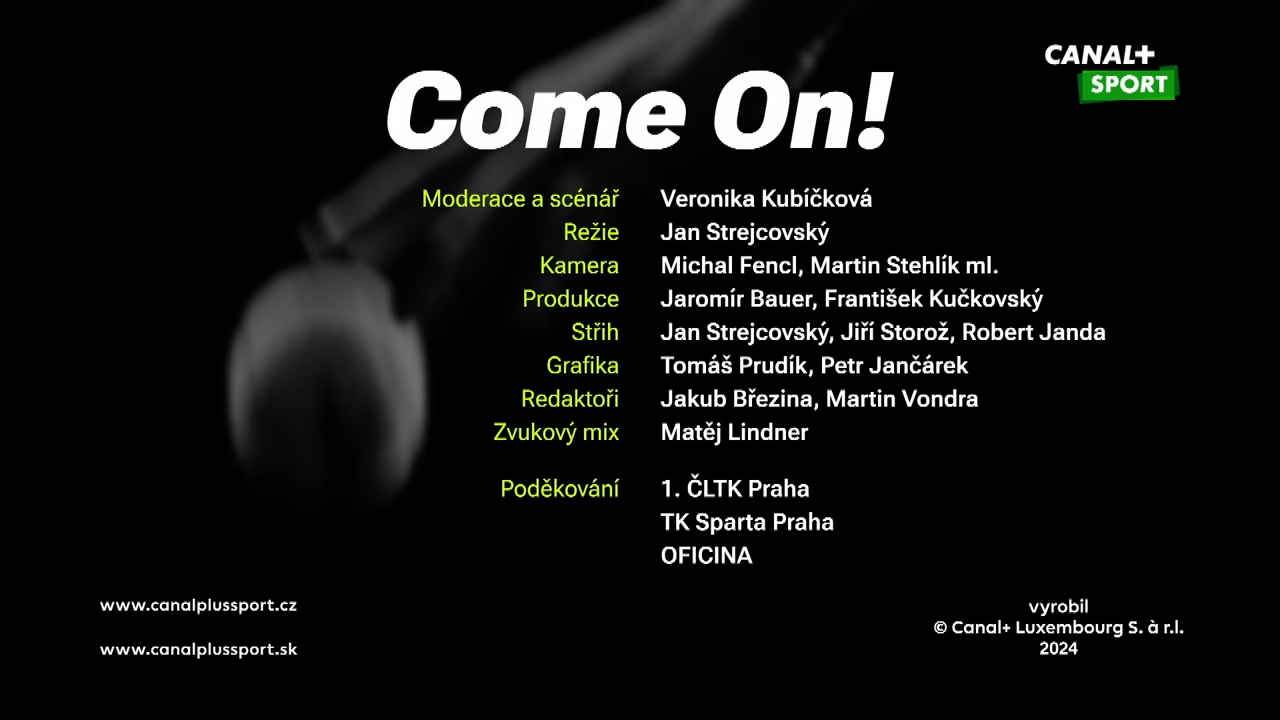 CANAL+
SPORT
Come On!
Moderace a scénář Veronika Kubíčková
Režie Jan Strejcovský
Kamera Michal Fencl, Martin Stehlík ml.
Produkce Jaromír Bauer, František Kučkovský
Střih Jan Strejcovský, Jiří Storož, Robert Janda
Grafika Tomáš Prudík, Petr Jančárek
Redaktoři Jakub Březina, Martin Vondra
Zvukový mix Matěj Lindner
Poděkování 1. ČLTK Praha
TK Sparta Praha
OFICINA
www.canalplussport.cz
www.canalplussport.sk
vyrobil
© Canal+ Luxembourg S. à r.l.
2024